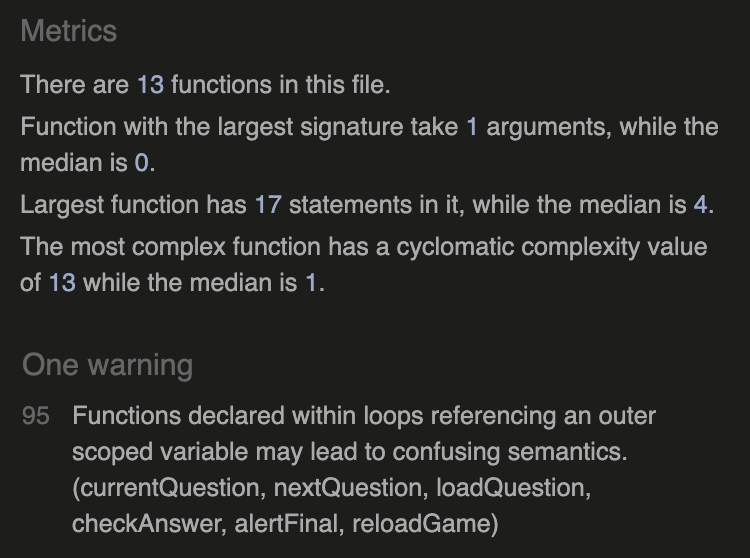 Metrics
There are 13 functions in this file.
Function with the largest signature take 1 arguments, while the
median is 0.
Largest function has 17 statements in it, while the median is 4.
The most complex function has a cyclomatic complexity value
of 13 while the median is 1.
One warning
95 Functions declared within loops referencing an outer
scoped variable may lead to confusing semantics.
(currentQuestion, nextQuestion, loadQuestion,
checkAnswer, alertFinal, reloadGame)